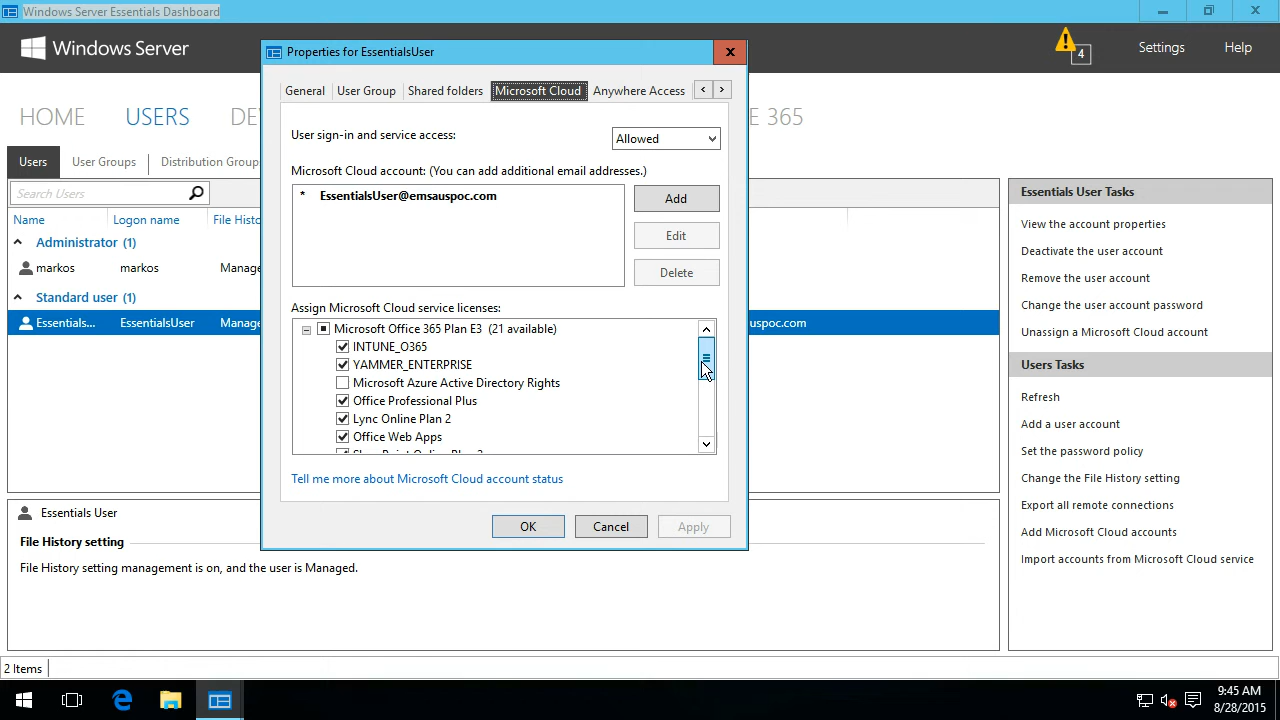 Windows Server Essentials Dashboard
Windows Server
4
Settings
Help
HOME
USERS
DE
E 365
Users
User Groups
Distribution Group
Search Users
Name
Logon name
File Histo
Administrator (1)
markos
markos
Manage
Standard user (1)
Essentials...
EssentialsUser
Manage
uspoc.com
Properties for EssentialsUser
General
User Group
Shared folders
Microsoft Cloud
Anywhere Access
User sign-in and service access:
Allowed
Microsoft Cloud account: (You can add additional email addresses.)
* EssentialsUser@emsauspoc.com
Add
Edit
Delete
Assign Microsoft Cloud service licenses:
Microsoft Office 365 Plan E3 (21 available)
INTUNE_O365
YAMMER_ENTERPRISE
Microsoft Azure Active Directory Rights
Office Professional Plus
Lync Online Plan 2
Office Web Apps
Tell me more about Microsoft Cloud account status
OK
Cancel
Apply
Essentials User Tasks
View the account properties
Deactivate the user account
Remove the user account
Change the user account password
Unassign a Microsoft Cloud account
Users Tasks
Refresh
Add a user account
Set the password policy
Change the File History setting
Export all remote connections
Add Microsoft Cloud accounts
Import accounts from Microsoft Cloud service
Essentials User
File History setting
File History setting management is on, and the user is Managed.
2 Items
9:45 AM
8/28/2015